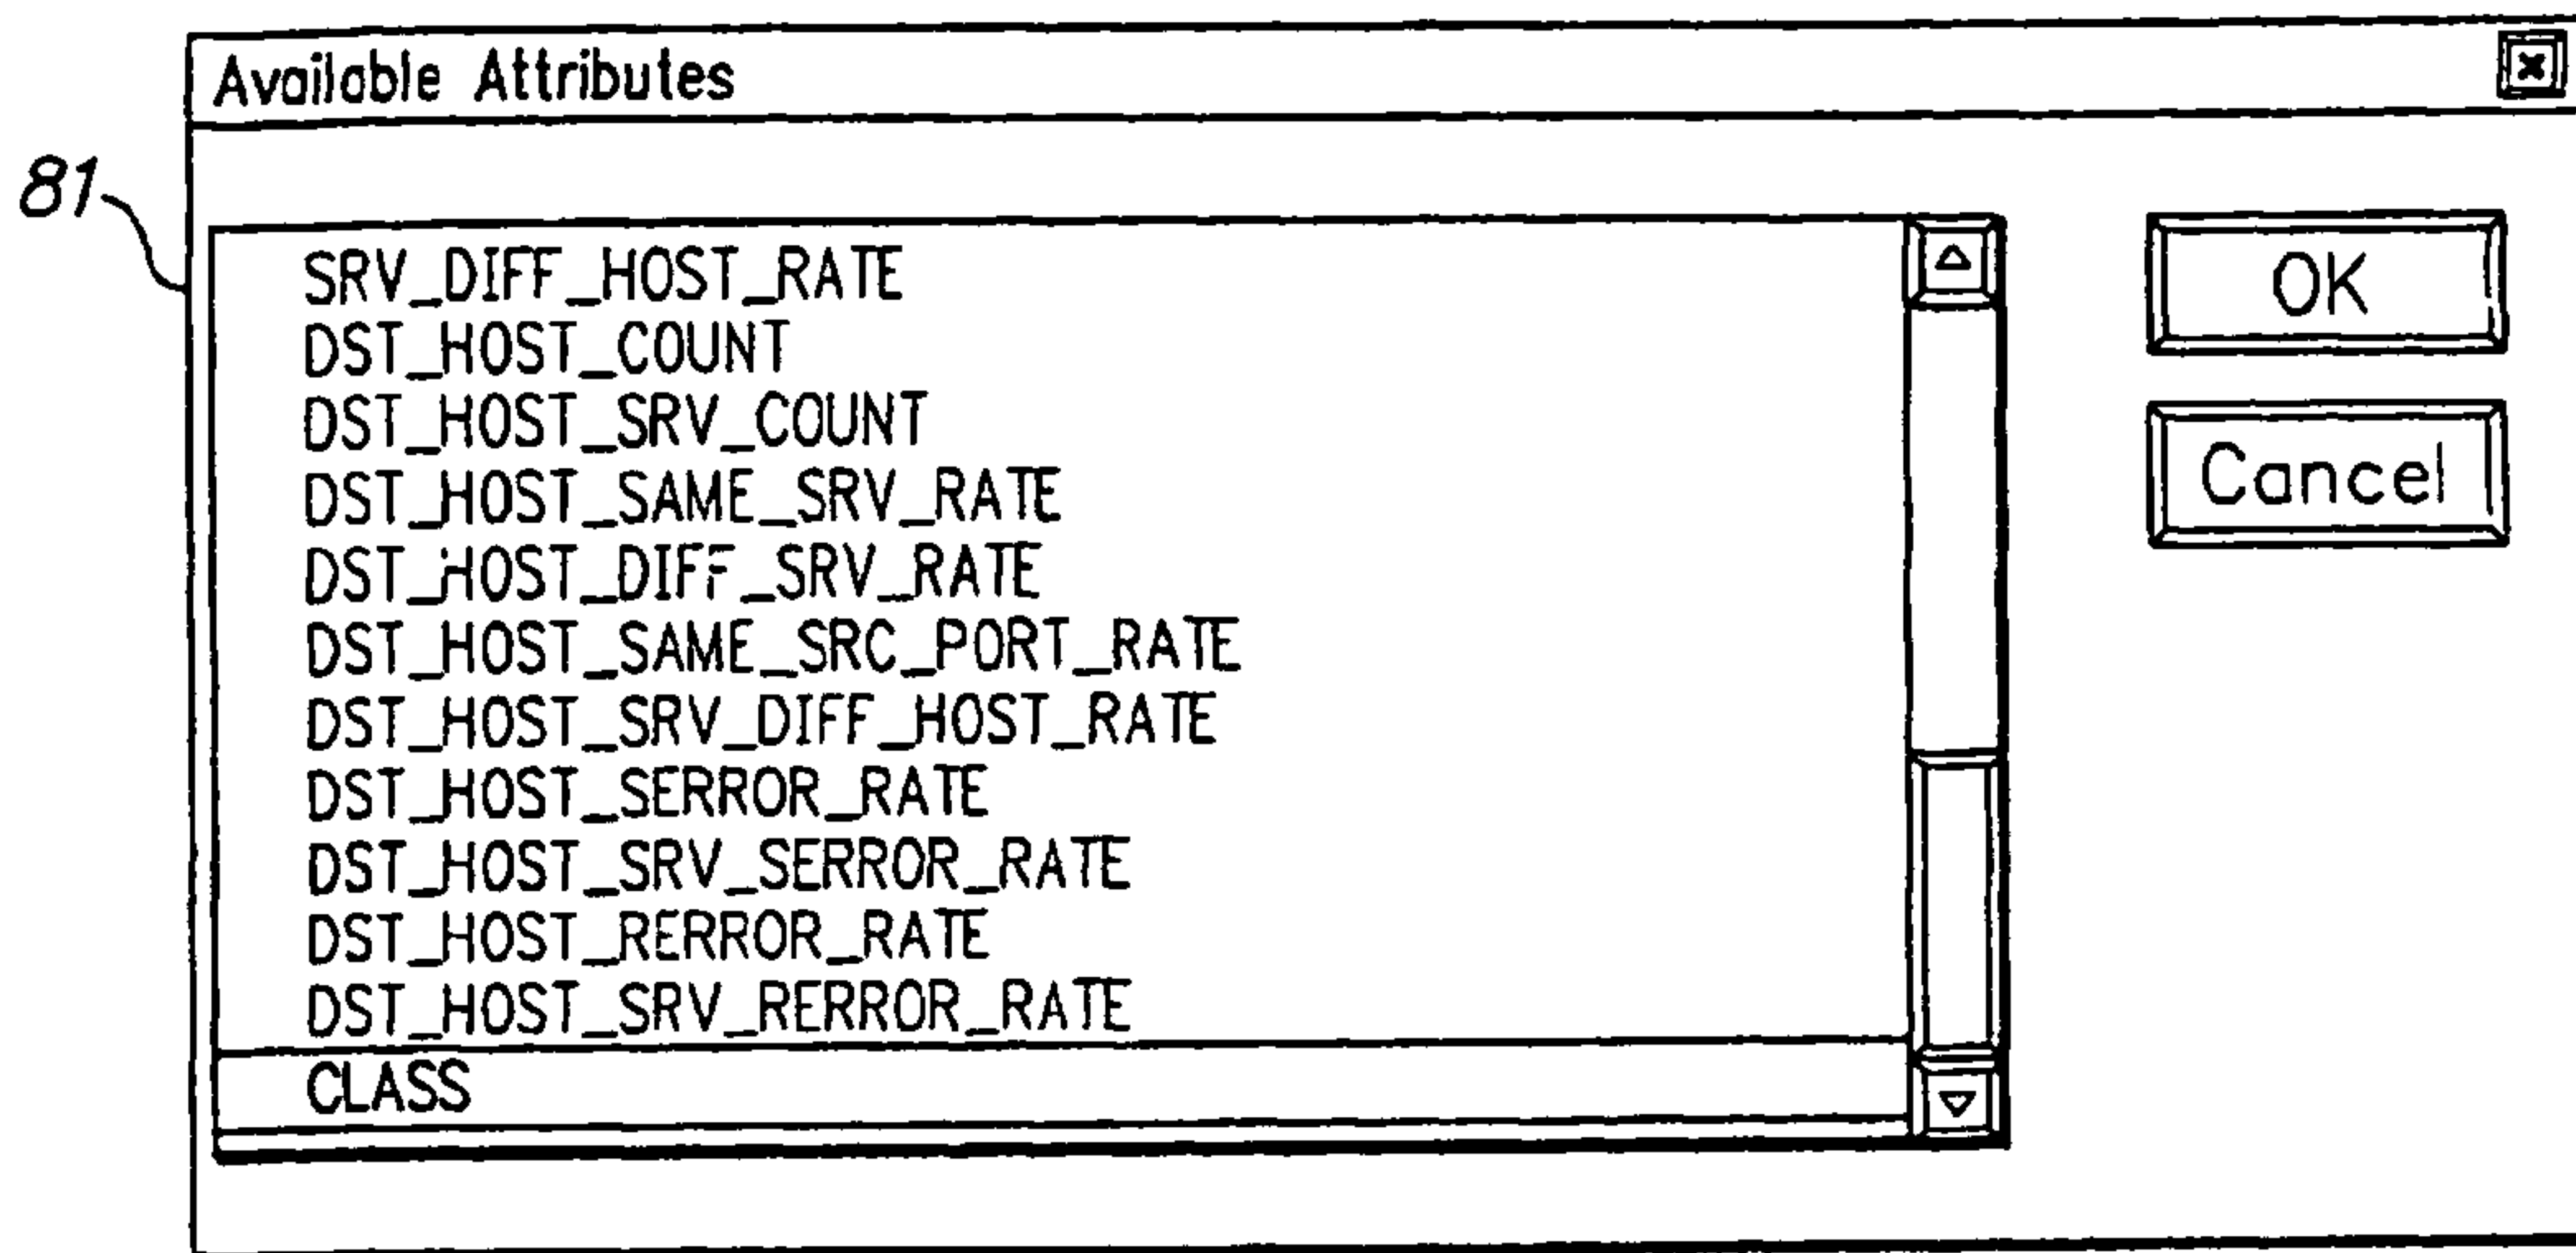 Available Attributes
81
SRV_DIFF_HOST_RATE
DST_HOST_COUNT
DST_HOST_SRV_COUNT
DST_HOST_SAME_SRV_RATE
DST_HOST_DIFF_SRV_RATE
DST_HOST_SAME_SRC_PORT_RATE
DST_HOST_SRV_DIFF_HOST_RATE
DST_HOST_SERROR_RATE
DST_HOST_SRV_SERROR_RATE
DST_HOST_RERROR_RATE
DST_HOST_SRV_RERROR_RATE
CLASS
OK
Cancel